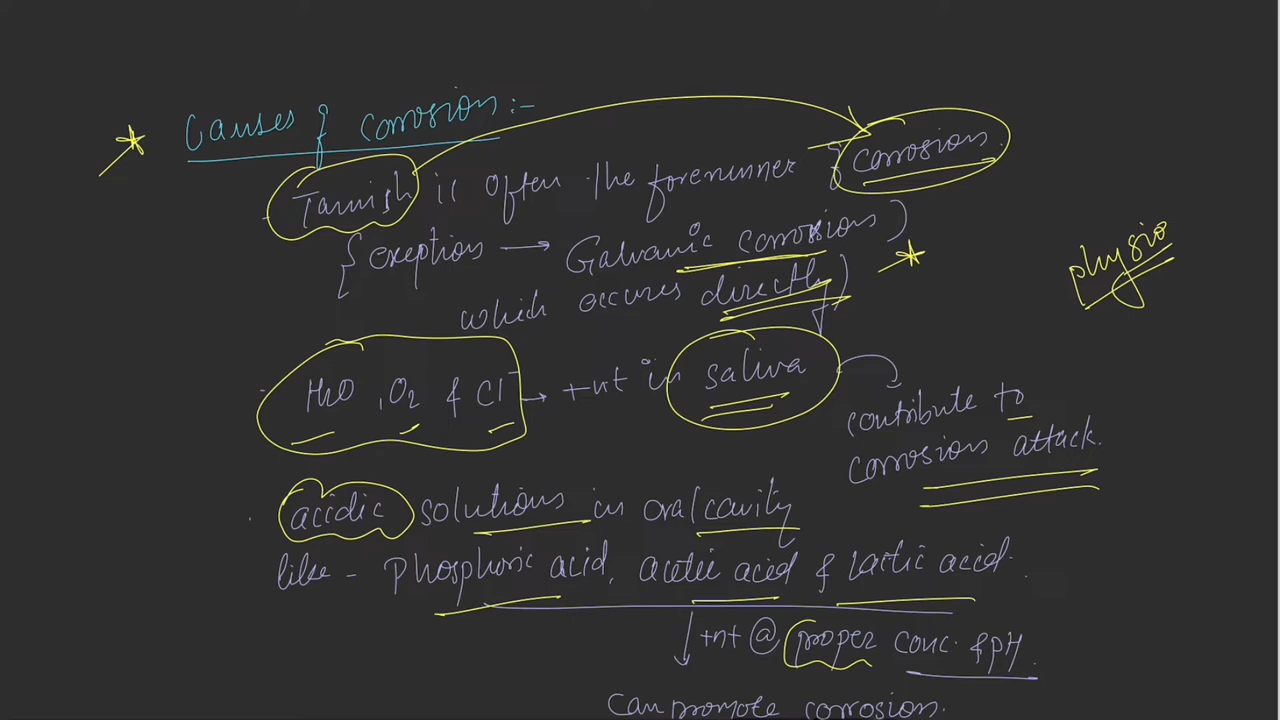 * Causes of corrosion :-
. Tarnish is often the forerunner of corrosion.
{exeption → Galvanic corrosion)
which occures directly)
physio
. H2O , O2 & Cl⁻ → +nt in saliva
contribute to
corrosion attack.
. acidic solutions in oral cavity
like - Phosphoric acid, acetic acid & lactic acid.
↓ +nt @ proper conc. & pH.
Can promote corrosion.